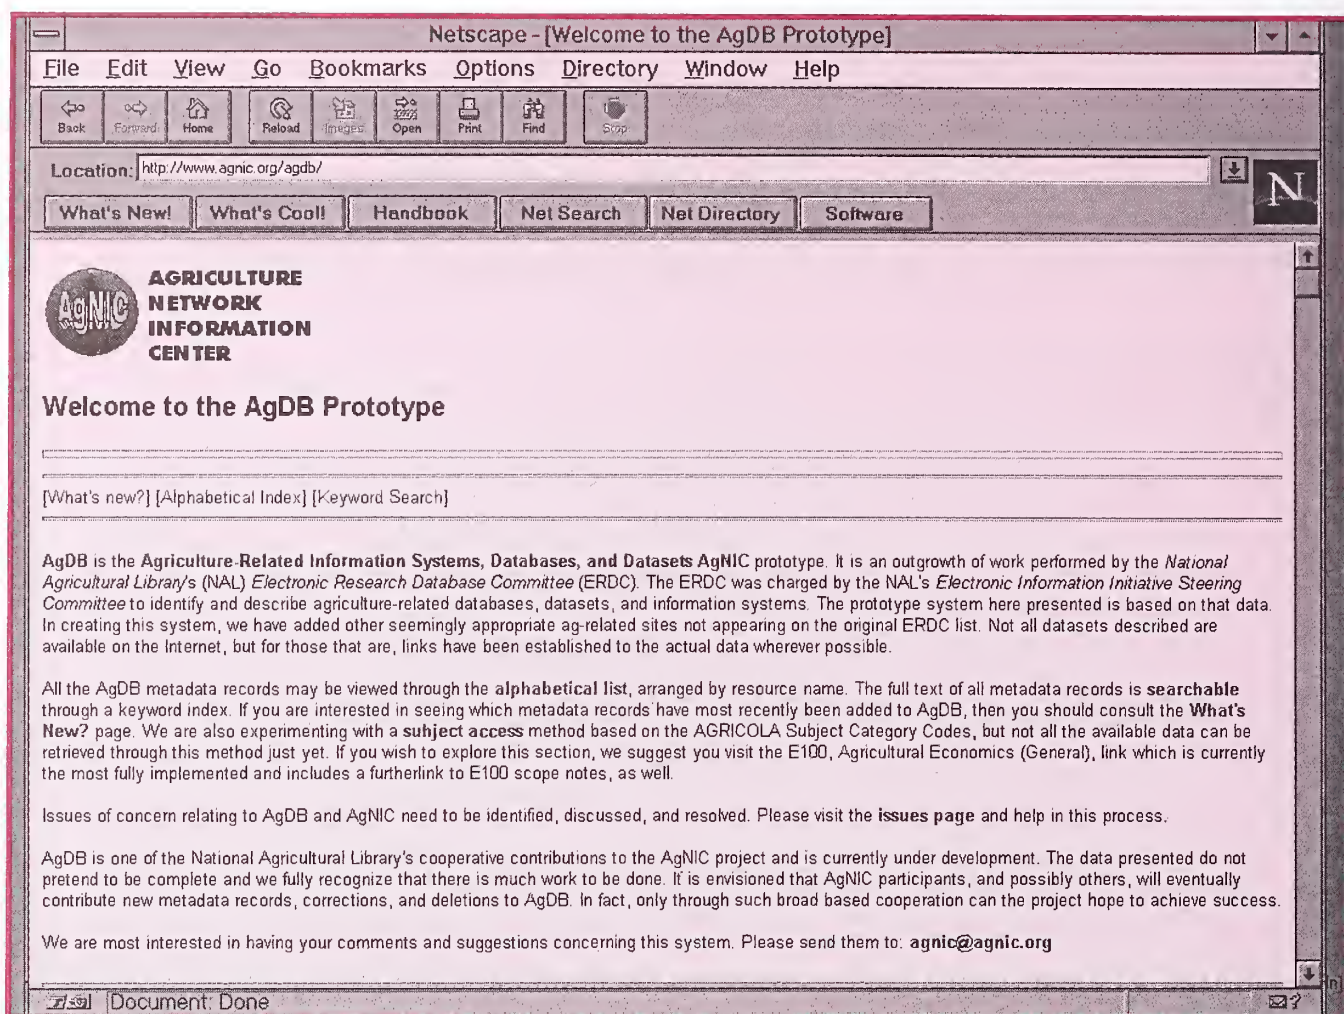 Netscape - [Welcome to the AgDB Prototype]
File Edit View Go Bookmarks Options Directory Window Help
Back Forward Home Reload Images Open Print Find Stop
Location: http://www.agnic.org/agdb/
N
What's New! What's Cool! Handbook Net Search Net Directory Software
AgNIC
AGRICULTURE
NETWORK
INFORMATION
CENTER
Welcome to the AgDB Prototype
[What's new?] [Alphabetical Index] [Keyword Search]
AgDB is the Agriculture-Related Information Systems, Databases, and Datasets AgNIC prototype. It is an outgrowth of work performed by the National
Agricultural Library's (NAL) Electronic Research Database Committee (ERDC). The ERDC was charged by the NAL's Electronic Information Initiative Steering
Committee to identify and describe agriculture-related databases, datasets, and information systems. The prototype system here presented is based on that data.
In creating this system, we have added other seemingly appropriate ag-related sites not appearing on the original ERDC list. Not all datasets described are
available on the Internet, but for those that are, links have been established to the actual data wherever possible.
All the AgDB metadata records may be viewed through the alphabetical list, arranged by resource name. The full text of all metadata records is searchable
through a keyword index. If you are interested in seeing which metadata records have most recently been added to AgDB, then you should consult the What's
New? page. We are also experimenting with a subject access method based on the AGRICOLA Subject Category Codes, but not all the available data can be
retrieved through this method just yet. If you wish to explore this section, we suggest you visit the E100, Agricultural Economics (General), link which is currently
the most fully implemented and includes a furtherlink to E100 scope notes, as well.
Issues of concern relating to AgDB and AgNIC need to be identified, discussed, and resolved. Please visit the issues page and help in this process.
AgDB is one of the National Agricultural Library's cooperative contributions to the AgNIC project and is currently under development. The data presented do not
pretend to be complete and we fully recognize that there is much work to be done. It is envisioned that AgNIC participants, and possibly others, will eventually
contribute new metadata records, corrections, and deletions to AgDB. In fact, only through such broad based cooperation can the project hope to achieve success.
We are most interested in having your comments and suggestions concerning this system. Please send them to: agnic@agnic.org
Document: Done